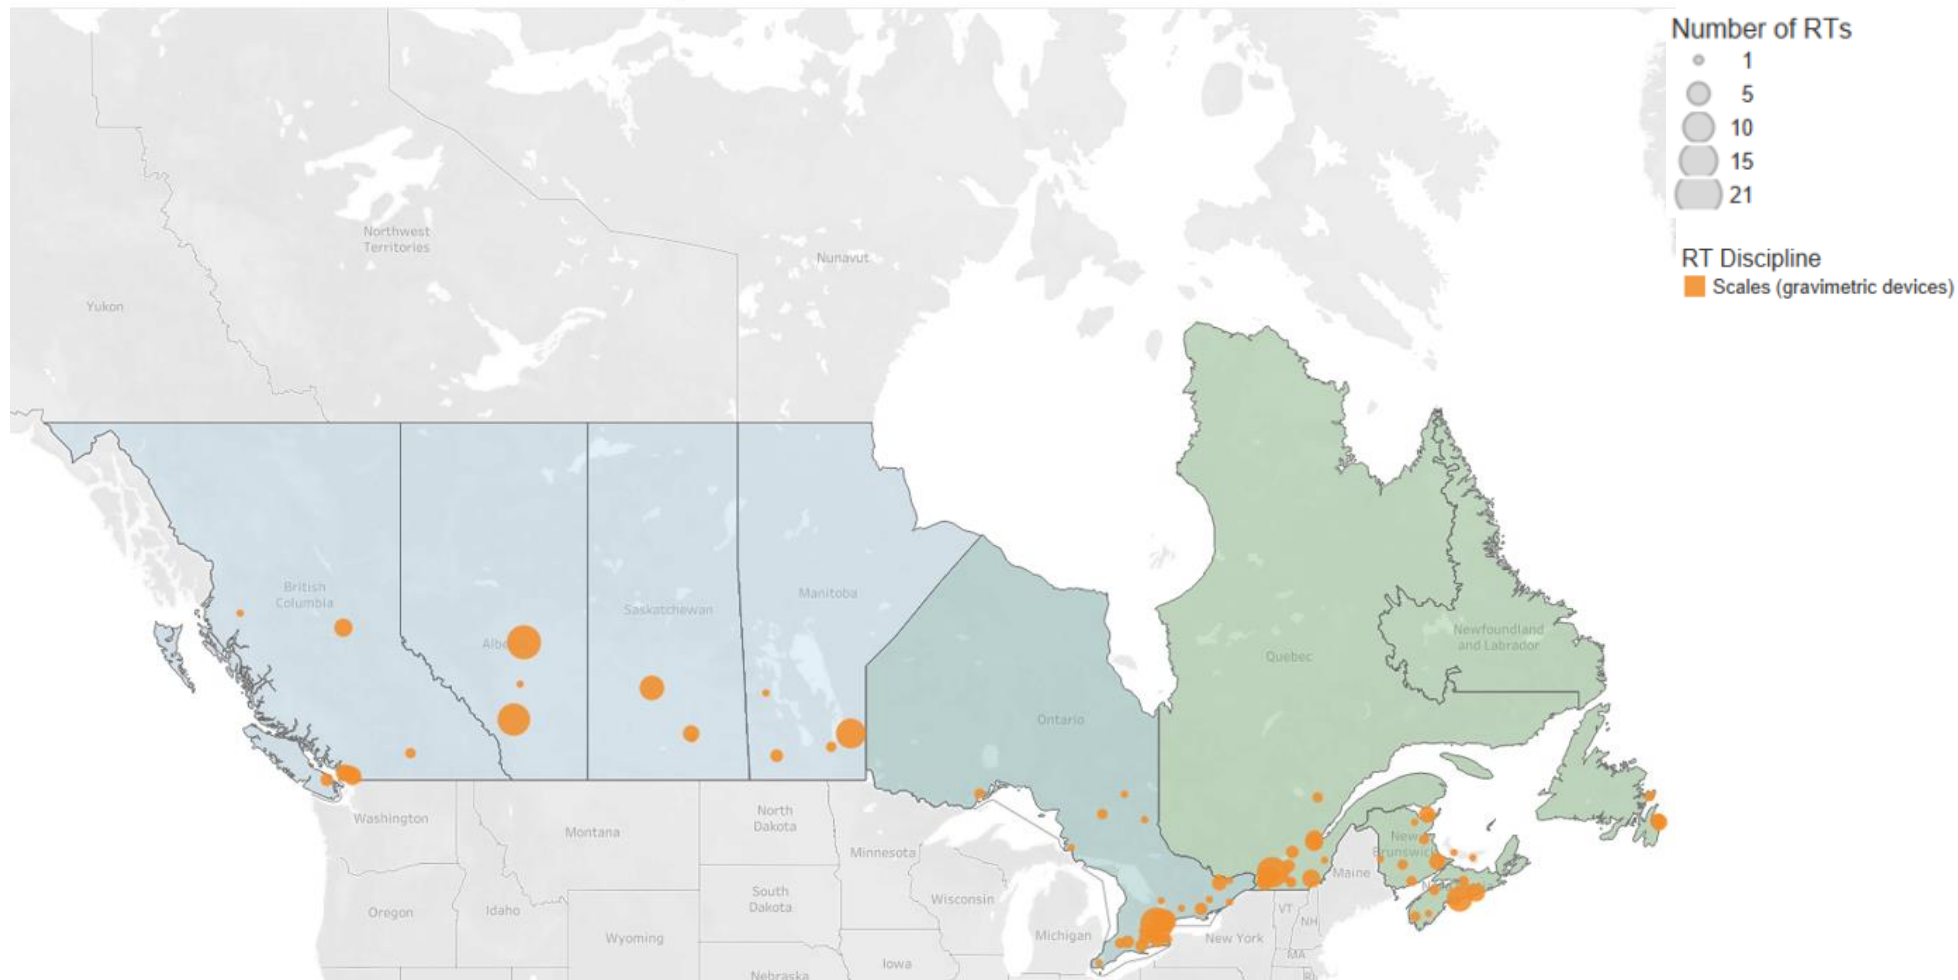 Number of RTs
1
5
10
15
21
RT Discipline
Scales (gravimetric devices)
Northwest
Territories
Nunavut
Yukon
British
Columbia
Saskatchewan
Manitoba
Newfoundland
and Labrador
Quebec
Ontario
Washington
Montana
North
Dakota
Minnesota
New
Brunswick
Maine
Oregon
Idaho
South
Dakota
Wisconsin
Wyoming
Michigan
New York
VT
NH
MA
Iowa
Nebraska